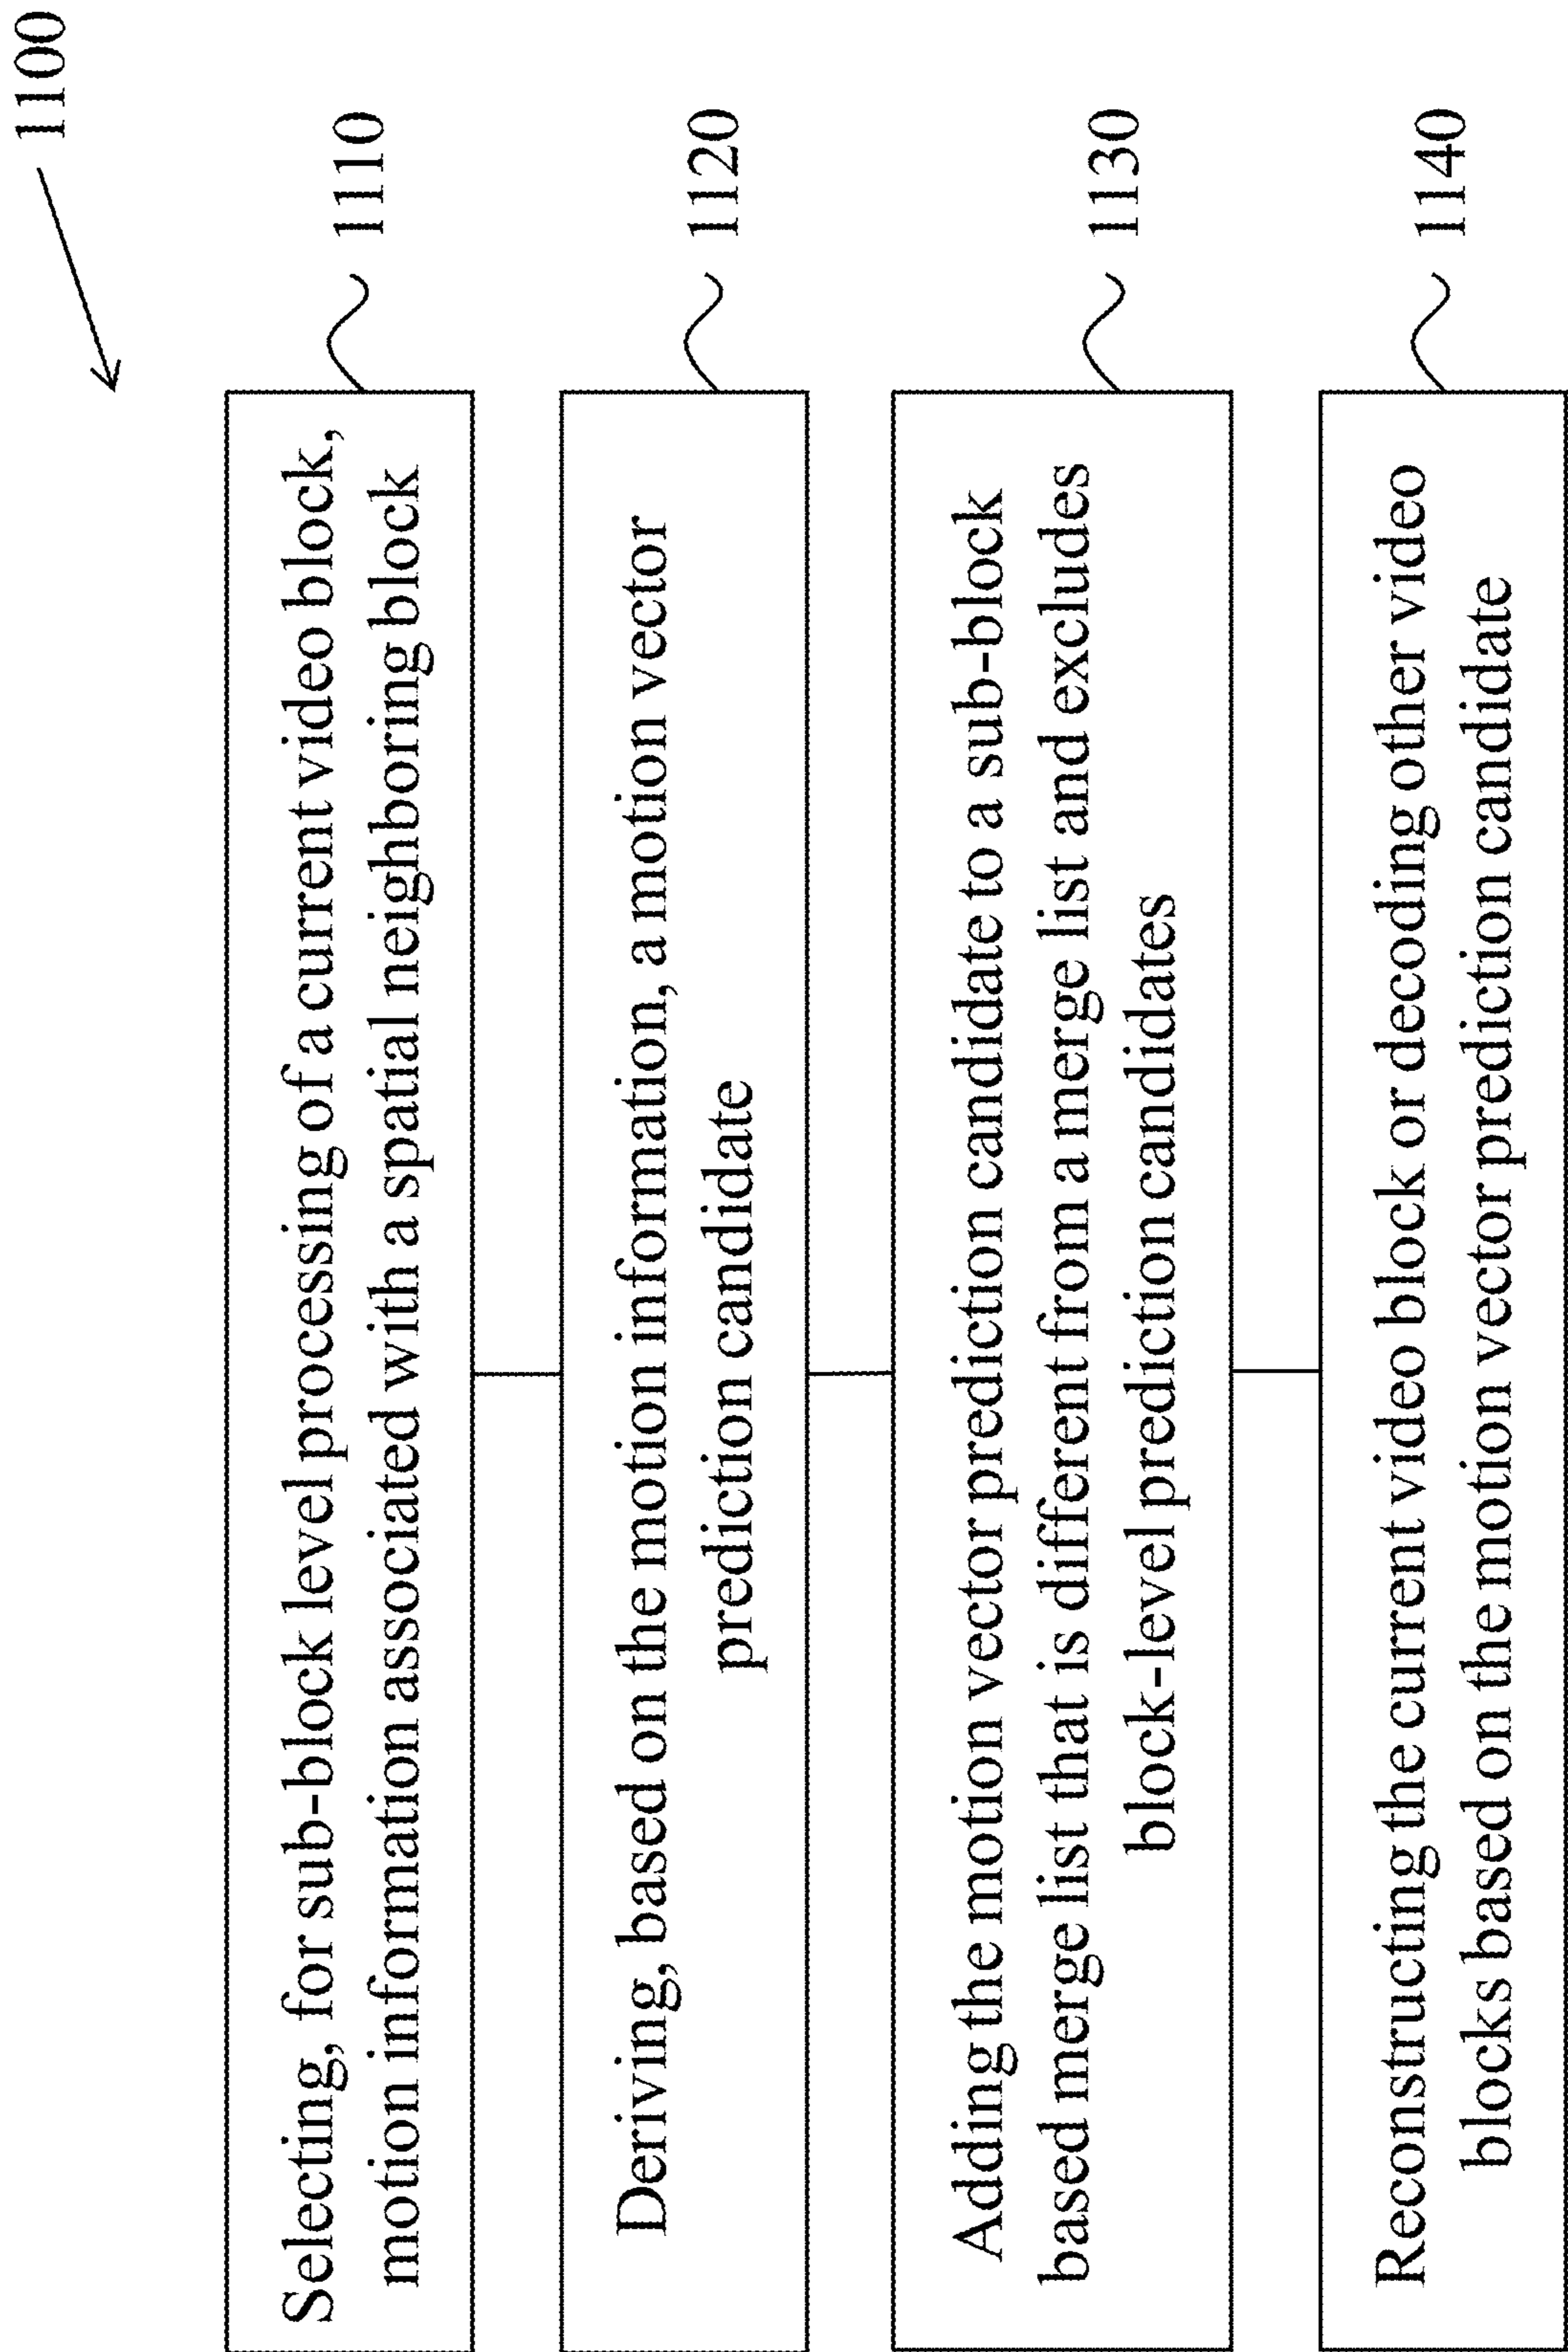 1100
Selecting, for sub-block level processing of a current video block,
motion information associated with a spatial neighboring block
1110
Deriving, based on the motion information, a motion vector
prediction candidate
1120
Adding the motion vector prediction candidate to a sub-block
based merge list that is different from a merge list and excludes
block-level prediction candidates
1130
Reconstructing the current video block or decoding other video
blocks based on the motion vector prediction candidate
1140